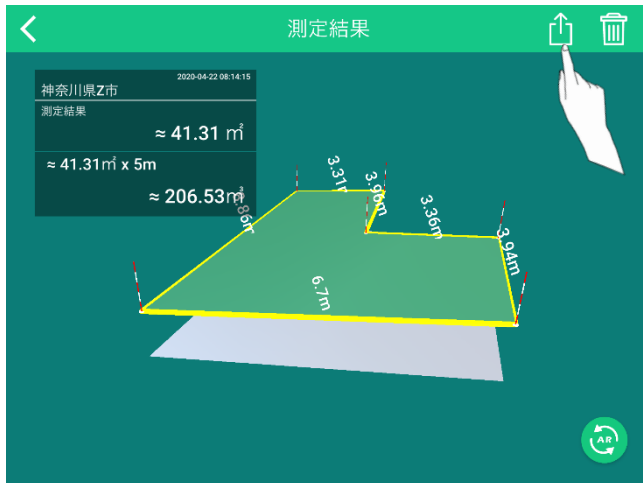 測定結果
2020-04-22 08:14:15
神奈川県Z市
測定結果
≈ 41.31 ㎡
≈ 41.31㎡ x 5m
≈ 206.53㎥
3.31m
3.96m
3.36m
3.94m
6.7m
AR